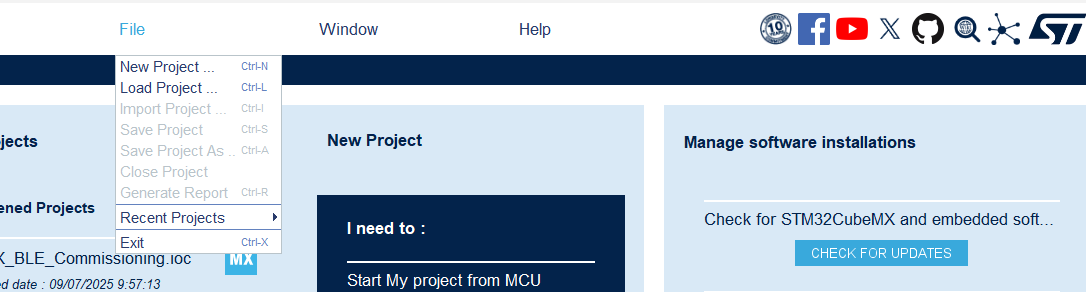 File
Window
Help
10
New Project ... Ctrl-N
Load Project ... Ctrl-L
Import Project ... Ctrl-I
Save Project Ctrl-S
Save Project As .. Ctrl-A
Close Project
Generate Report Ctrl-R
Recent Projects
Exit Ctrl-X
jects
ened Projects
X_BLE_Commissioning.ioc
MX
ed date : 09/07/2025 9:57:13
New Project
I need to :
Start My project from MCU
Manage software installations
Check for STM32CubeMX and embedded soft...
CHECK FOR UPDATES